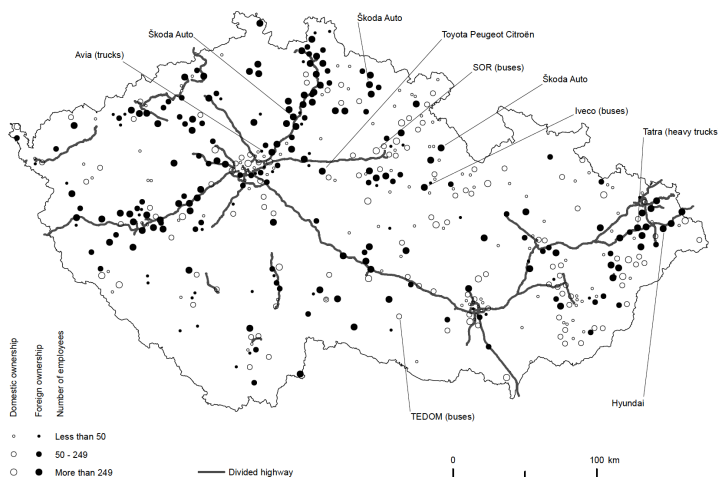 Škoda Auto
Škoda Auto
Toyota Peugeot Citroën
Avia (trucks)
SOR (buses)
Škoda Auto
Iveco (buses)
Tatra (heavy trucks
Hyundai
TEDOM (buses)
Domestic ownership
Foreign ownership
Number of employees
Less than 50
50 - 249
More than 249
Divided highway
0 100 km